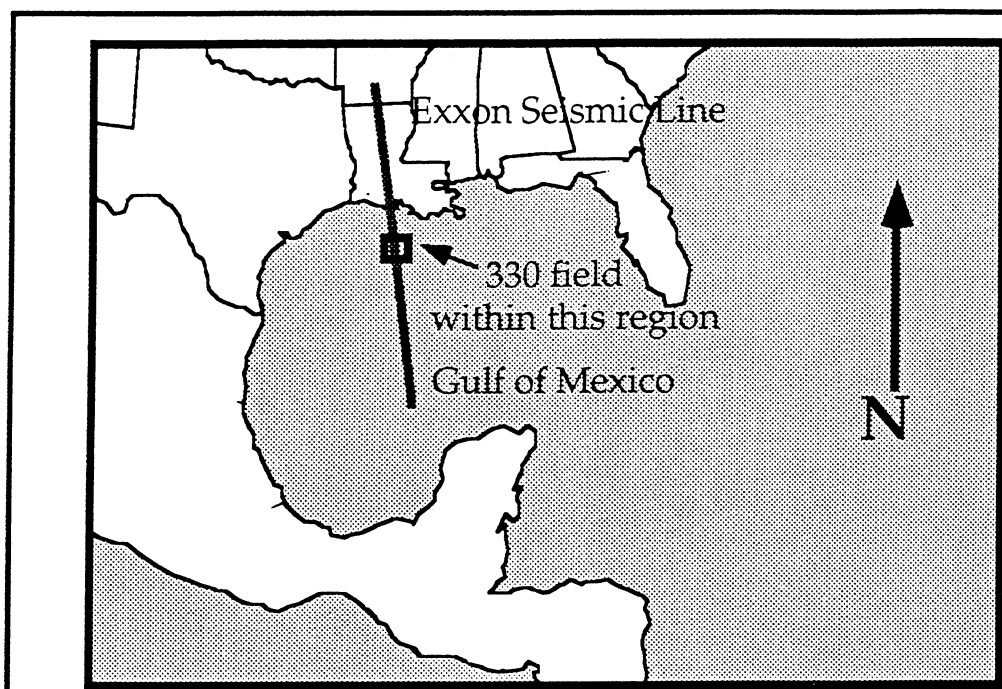 Exxon Seismic Line
330 field
within this region
Gulf of Mexico
N